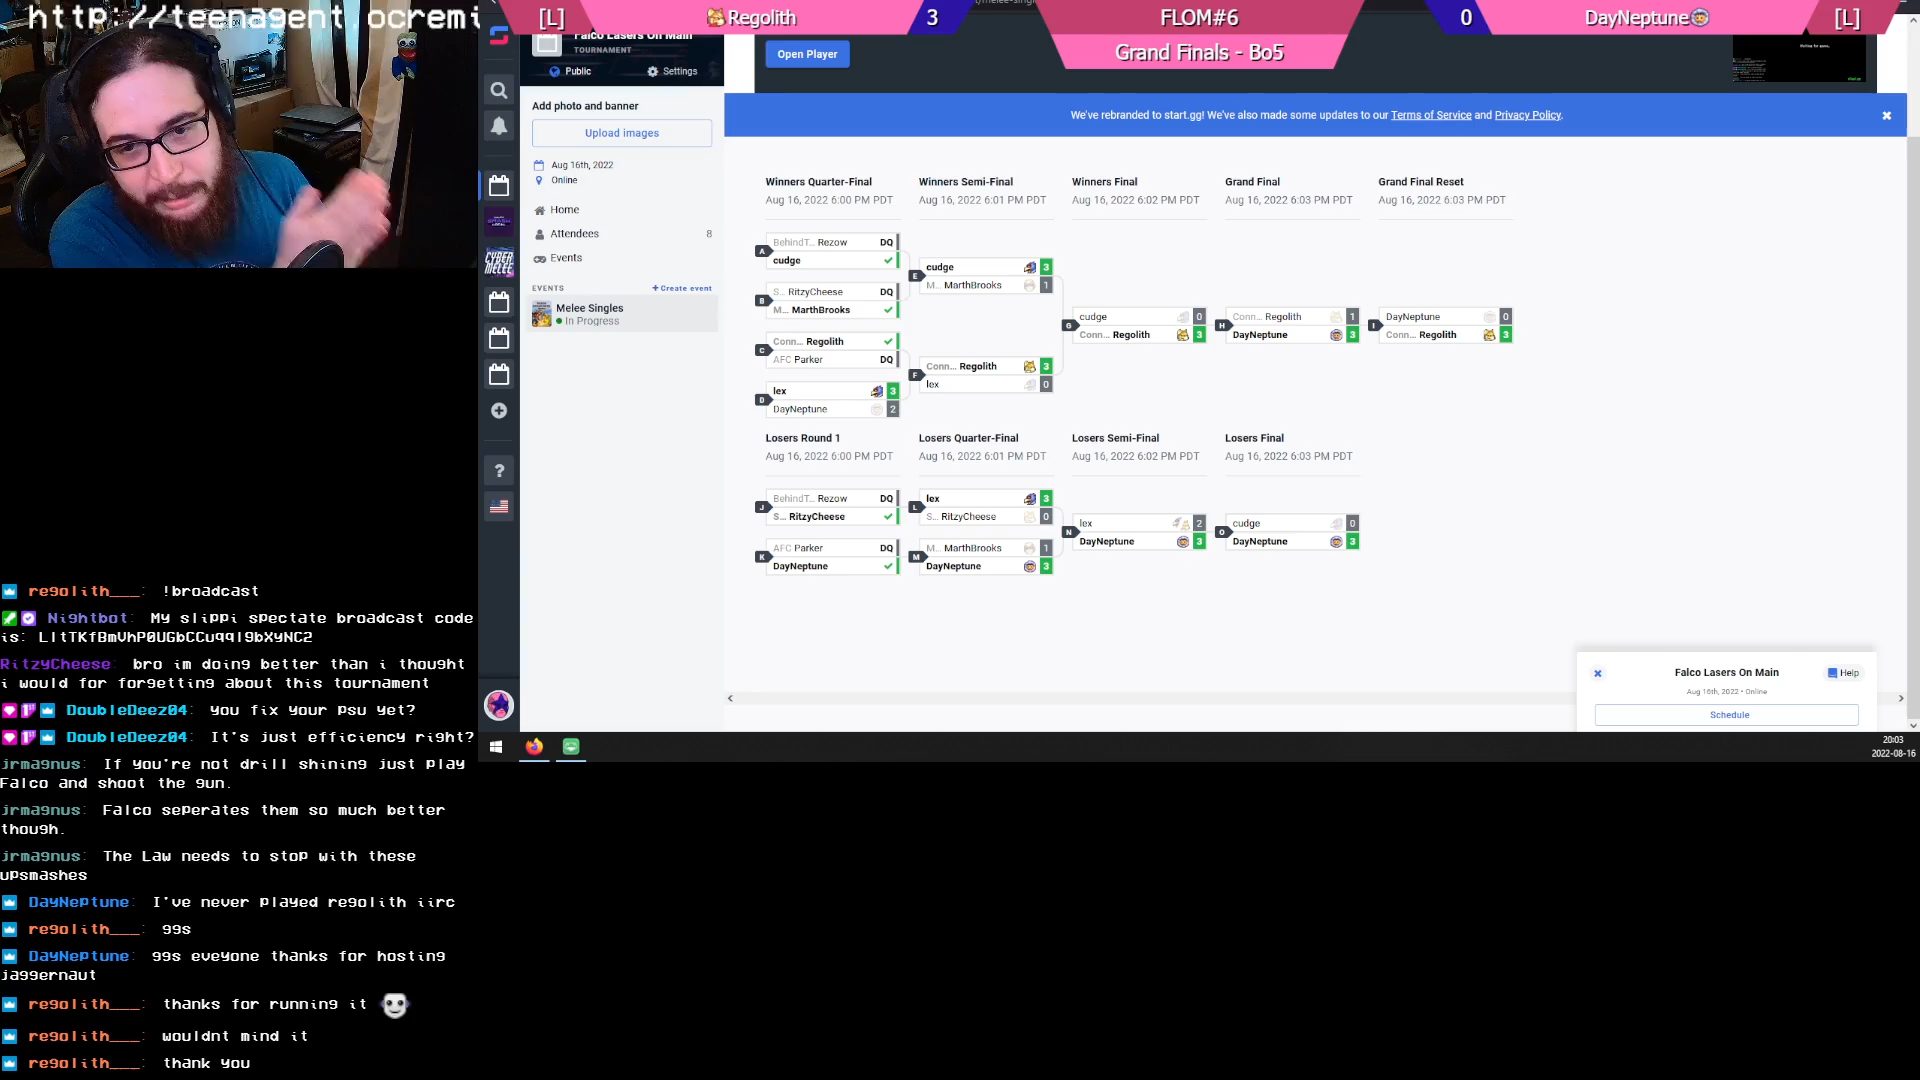 http://teenagent.ocremi
[L]
Regolith
3
FLOM#6
Grand Finals - Bo5
0
DayNeptune
[L]
Falco Lasers On Main
TOURNAMENT
Public
Settings
Open Player
Add photo and banner
Upload images
Aug 16th, 2022
Online
Home
Attendees 8
Events
EVENTS
+ Create event
Melee Singles
In Progress
CYBER
MELEE
?
We've rebranded to start.gg! We've also made some updates to our Terms of Service and Privacy Policy.
Winners Quarter-Final
Aug 16, 2022 6:00 PM PDT
Winners Semi-Final
Aug 16, 2022 6:01 PM PDT
Winners Final
Aug 16, 2022 6:02 PM PDT
Grand Final
Aug 16, 2022 6:03 PM PDT
Grand Final Reset
Aug 16, 2022 6:03 PM PDT
A
BehindT... Rezow DQ
cudge
B
S... RitzyCheese DQ
M... MarthBrooks
C
Conn... Regolith
AFC Parker DQ
D
lex 3
DayNeptune 2
E
cudge 3
M... MarthBrooks 1
F
Conn... Regolith 3
lex 0
G
cudge 0
Conn... Regolith 3
H
Conn... Regolith 1
DayNeptune 3
I
DayNeptune 0
Conn... Regolith 3
Losers Round 1
Aug 16, 2022 6:00 PM PDT
Losers Quarter-Final
Aug 16, 2022 6:01 PM PDT
Losers Semi-Final
Aug 16, 2022 6:02 PM PDT
Losers Final
Aug 16, 2022 6:03 PM PDT
J
BehindT... Rezow DQ
S... RitzyCheese
K
AFC Parker DQ
DayNeptune
L
lex 3
S... RitzyCheese 0
M
M... MarthBrooks 1
DayNeptune 3
N
lex 2
DayNeptune 3
O
cudge 0
DayNeptune 3
Falco Lasers On Main
Help
Aug 16th, 2022 • Online
Schedule
20:03
2022-08-16
regolith___: !broadcast
Nightbot: My slippi spectate broadcast code
RitzyCheese: bro im doing better than i thought
i would for forgetting about this tournament
DoubleDeez04: you fix your psu yet?
DoubleDeez04: It's just efficiency right?
jrmagnus: If you're not drill shining just play
Falco and shoot the gun.
jrmagnus: Falco seperates them so much better
though.
jrmagnus: The Law needs to stop with these
upsmashes
DayNeptune: I've never played regolith iirc
regolith___: ggs
DayNeptune: ggs eveyone thanks for hosting
jaggernaut
regolith___: thanks for running it
regolith___: wouldnt mind it
regolith___: thank you